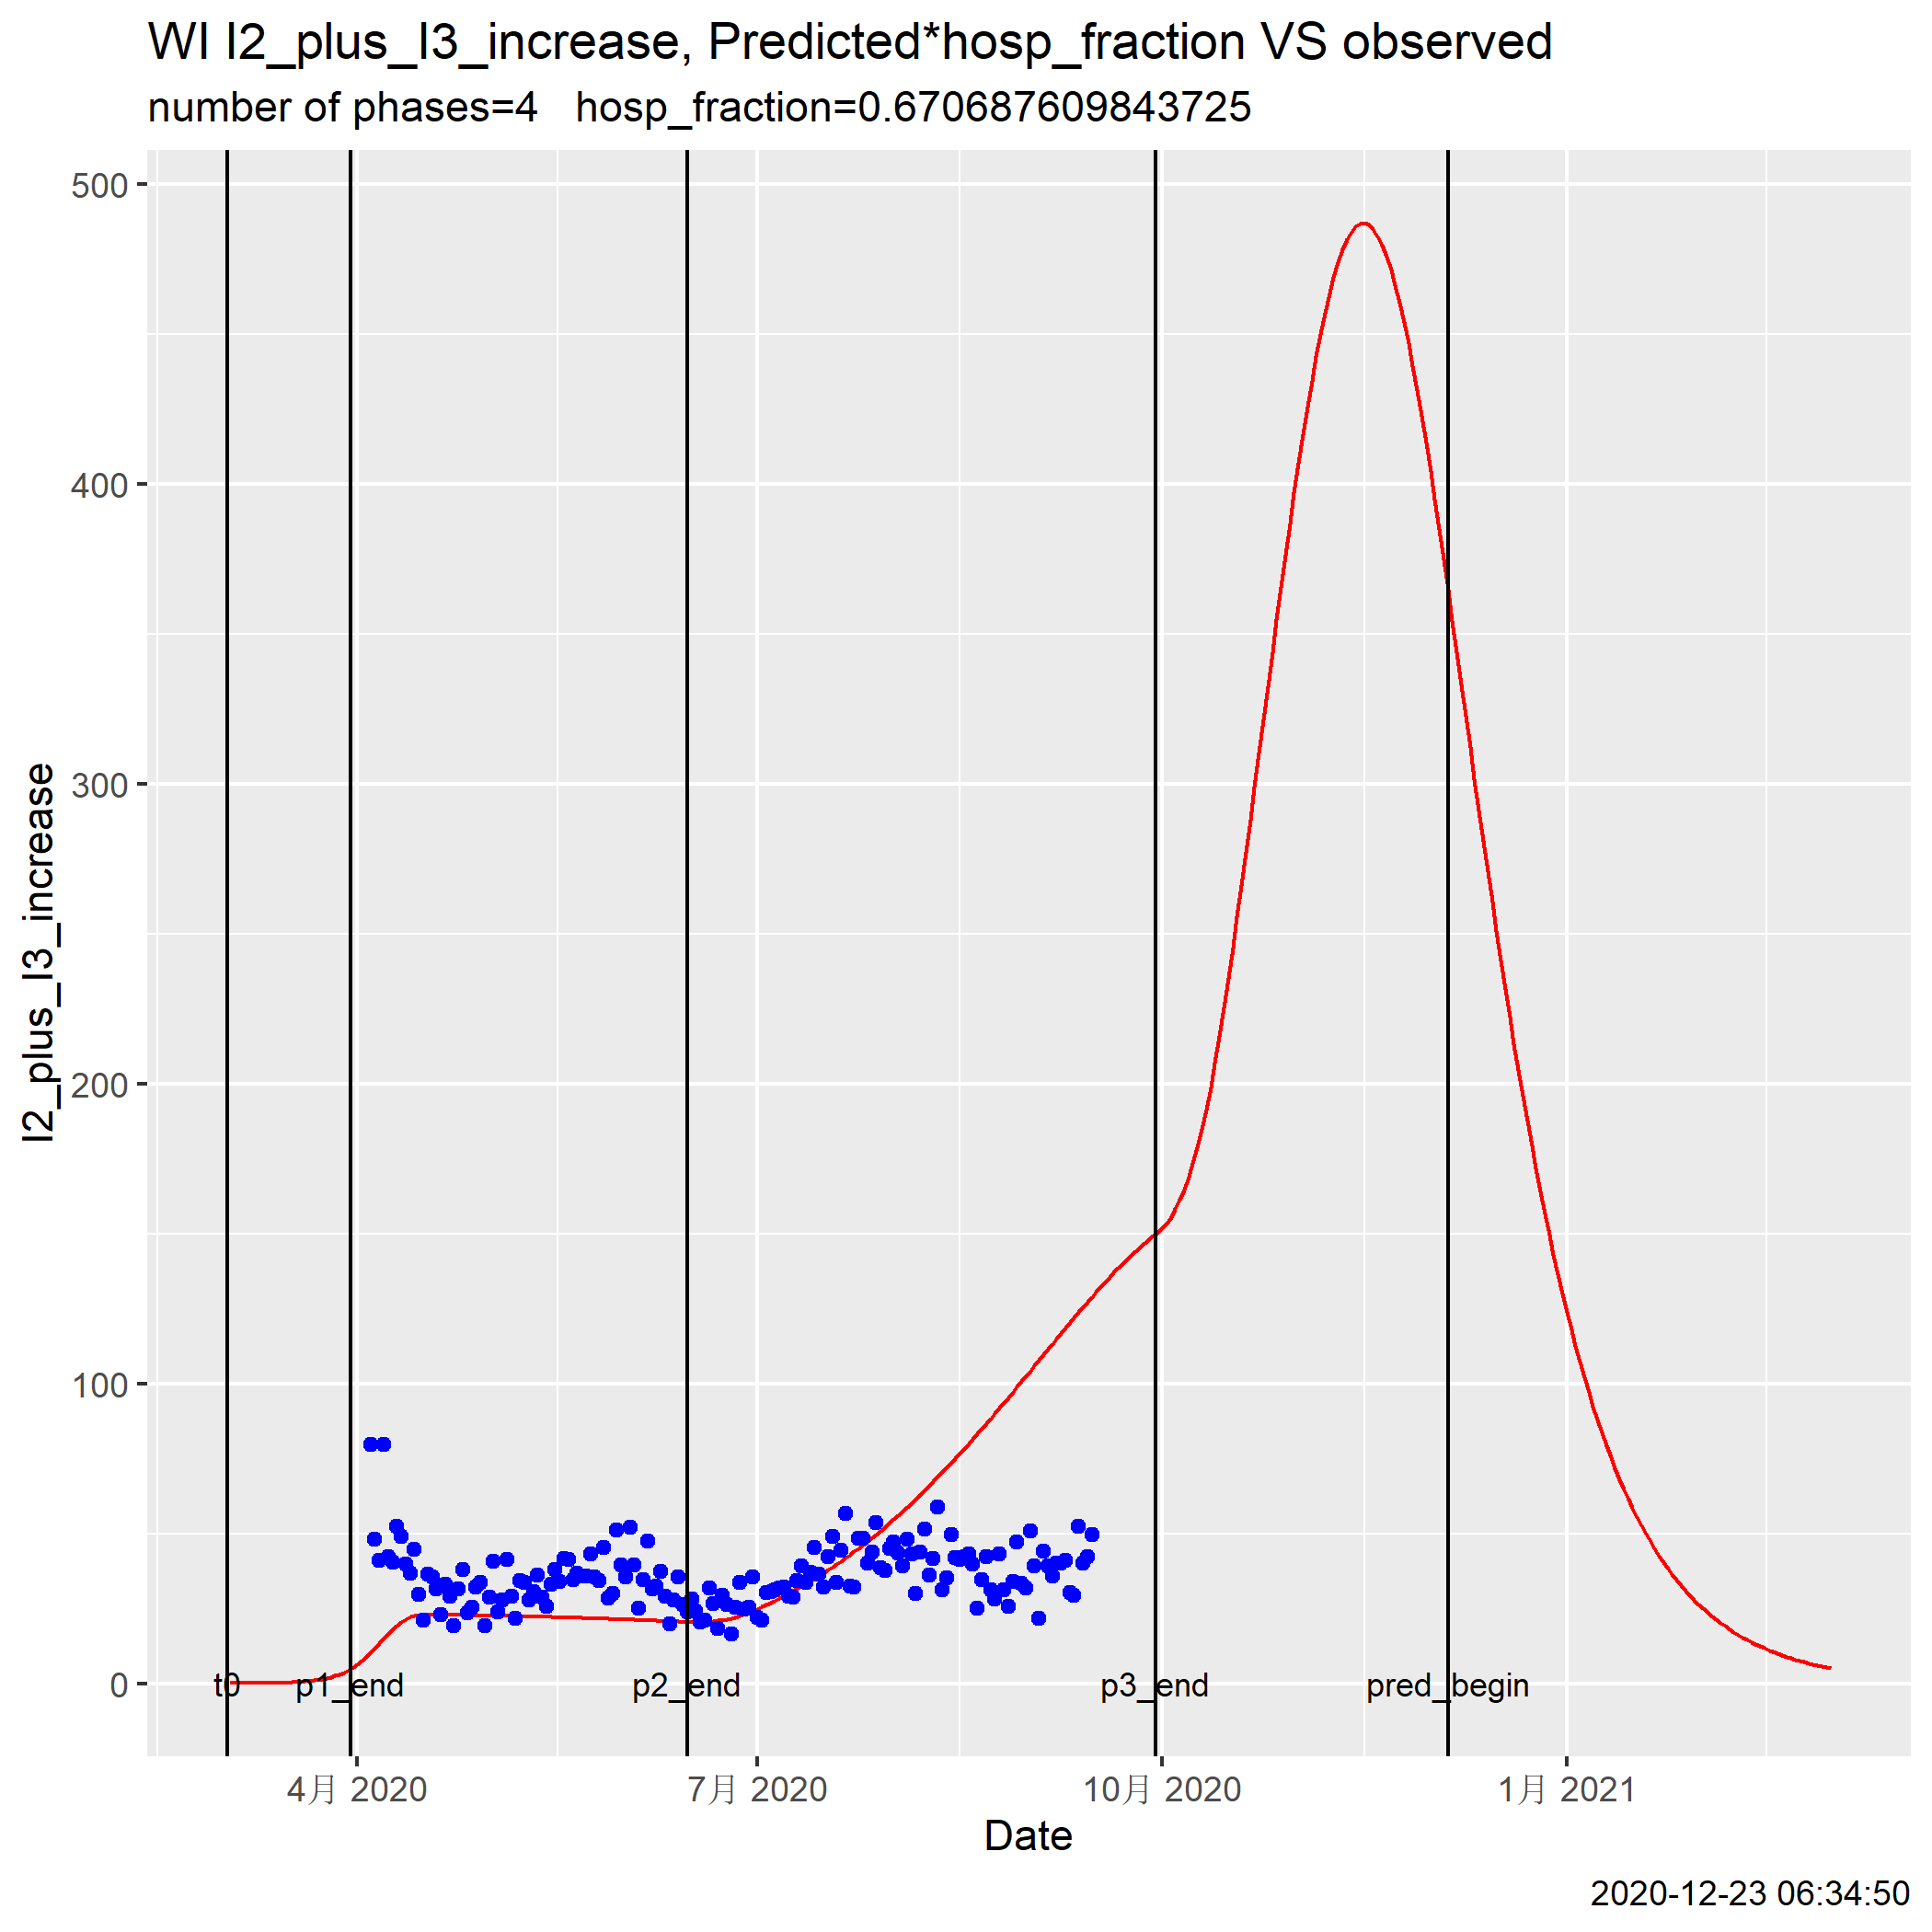 WI I2_plus_I3_increase, Predicted*hosp_fraction VS observed
number of phases=4   hosp_fraction=0.670687609843725
I2_plus_I3_increase
500
400
300
200
100
0
t0
p1_end
p2_end
p3_end
pred_begin
4月 2020
7月 2020
10月 2020
1月 2021
Date
2020-12-23 06:34:50